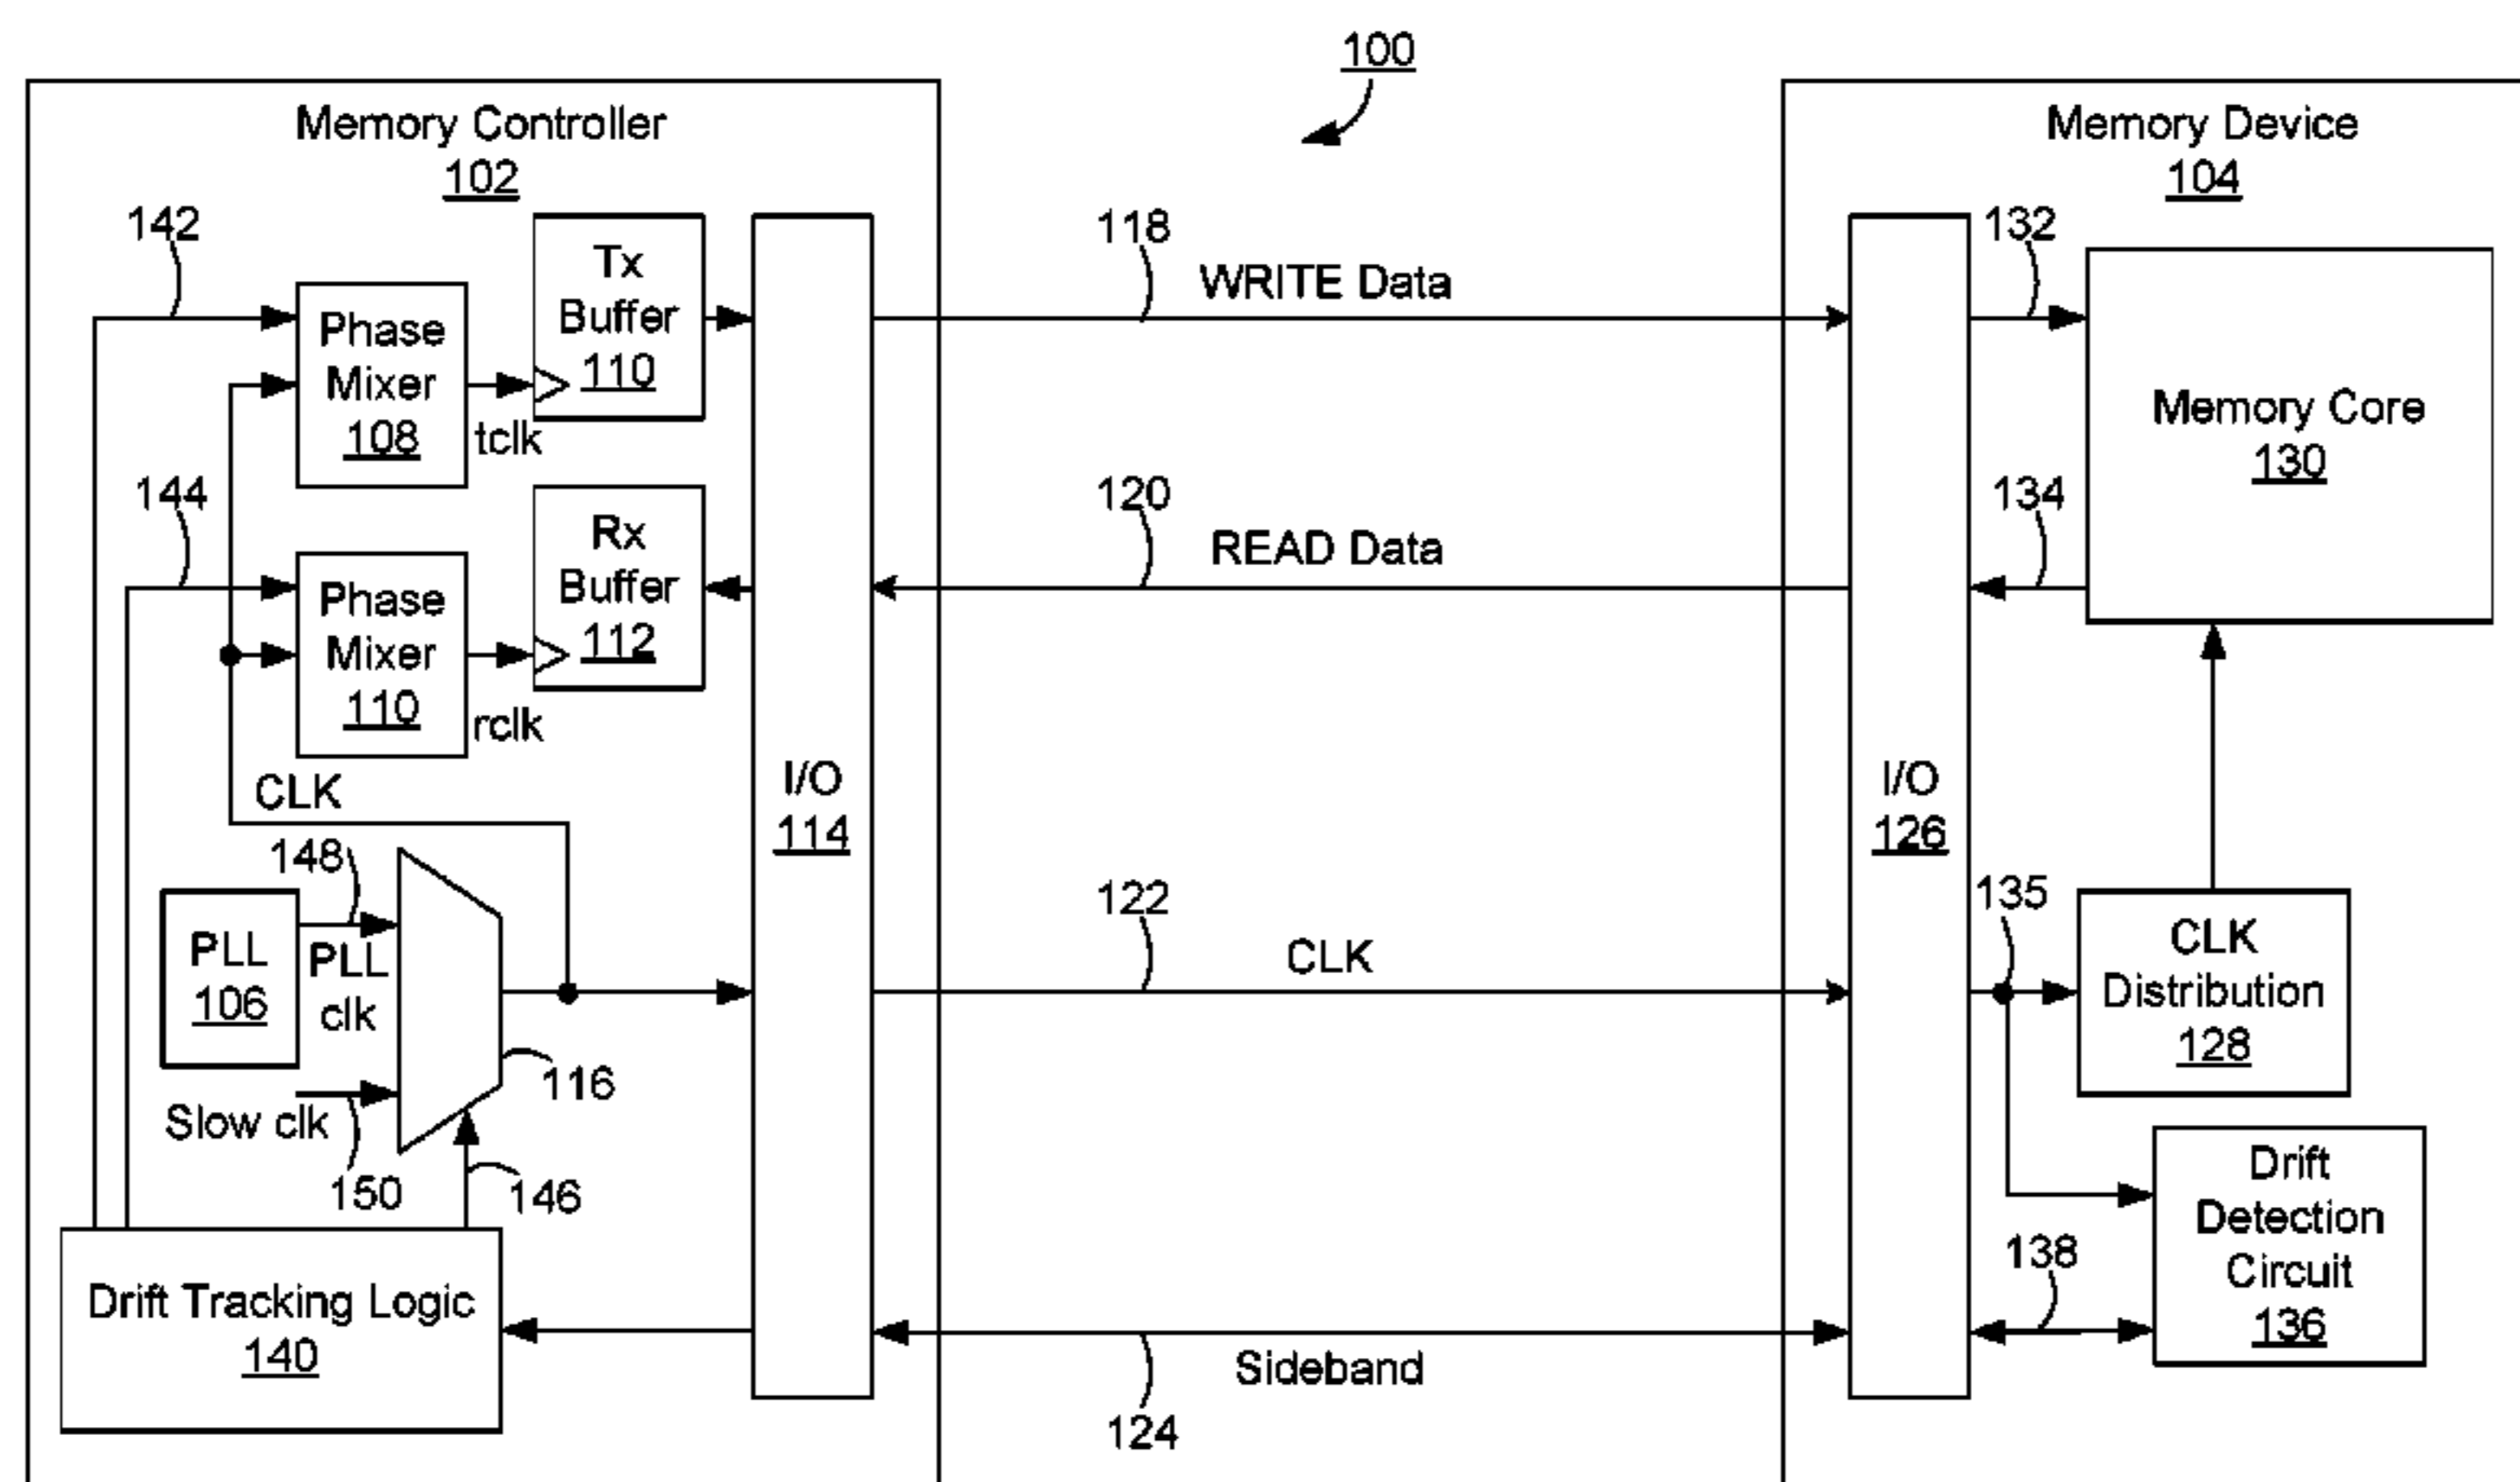 100
Memory Controller
102
Memory Device
104
142
Tx
Buffer
110
118
WRITE Data
132
Phase
Mixer
108
tclk
Memory Core
130
144
Rx
Buffer
112
120
READ Data
134
Phase
Mixer
110
rclk
CLK
I/O
114
I/O
126
148
PLL
106
PLL
clk
122
CLK
135
CLK
Distribution
128
116
Slow clk
150
146
Drift
Detection
Circuit
136
138
Drift Tracking Logic
140
Sideband
124